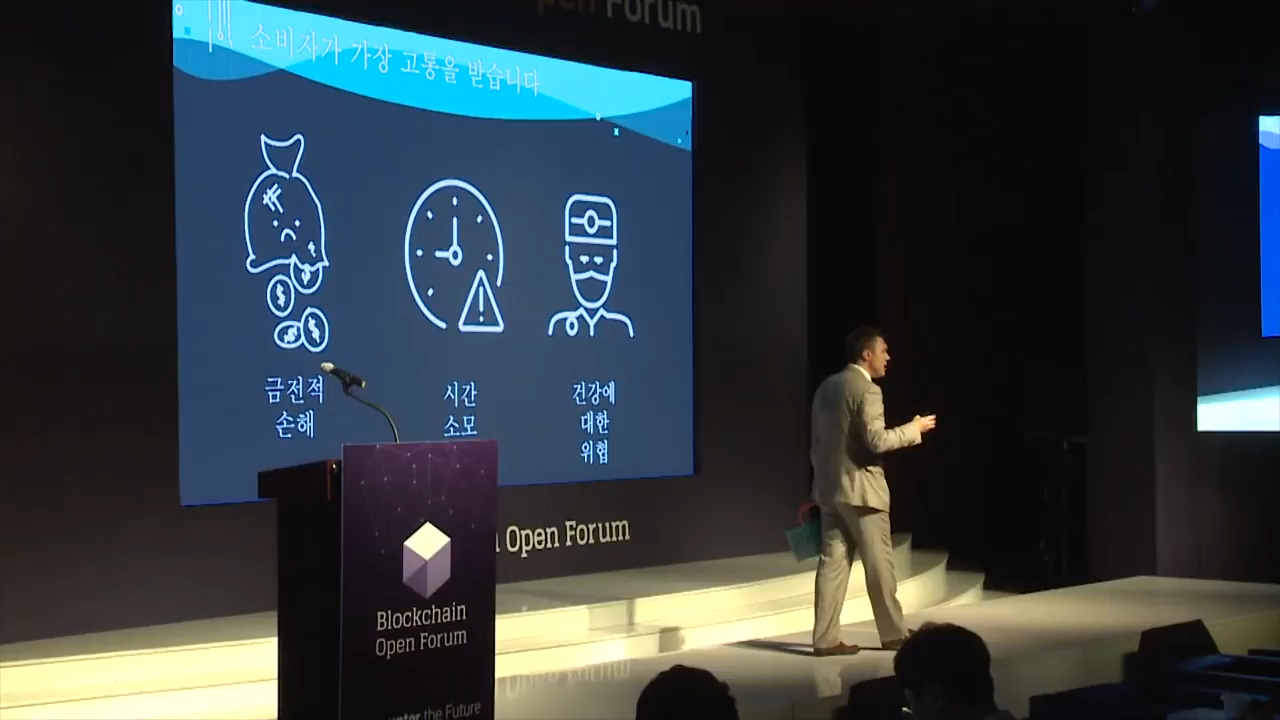 Open Forum
소비자가 가장 고통을 받습니다
금전적
손해
시간
소모
건강에
대한
위협
Open Forum
Blockchain
Open Forum
the Future